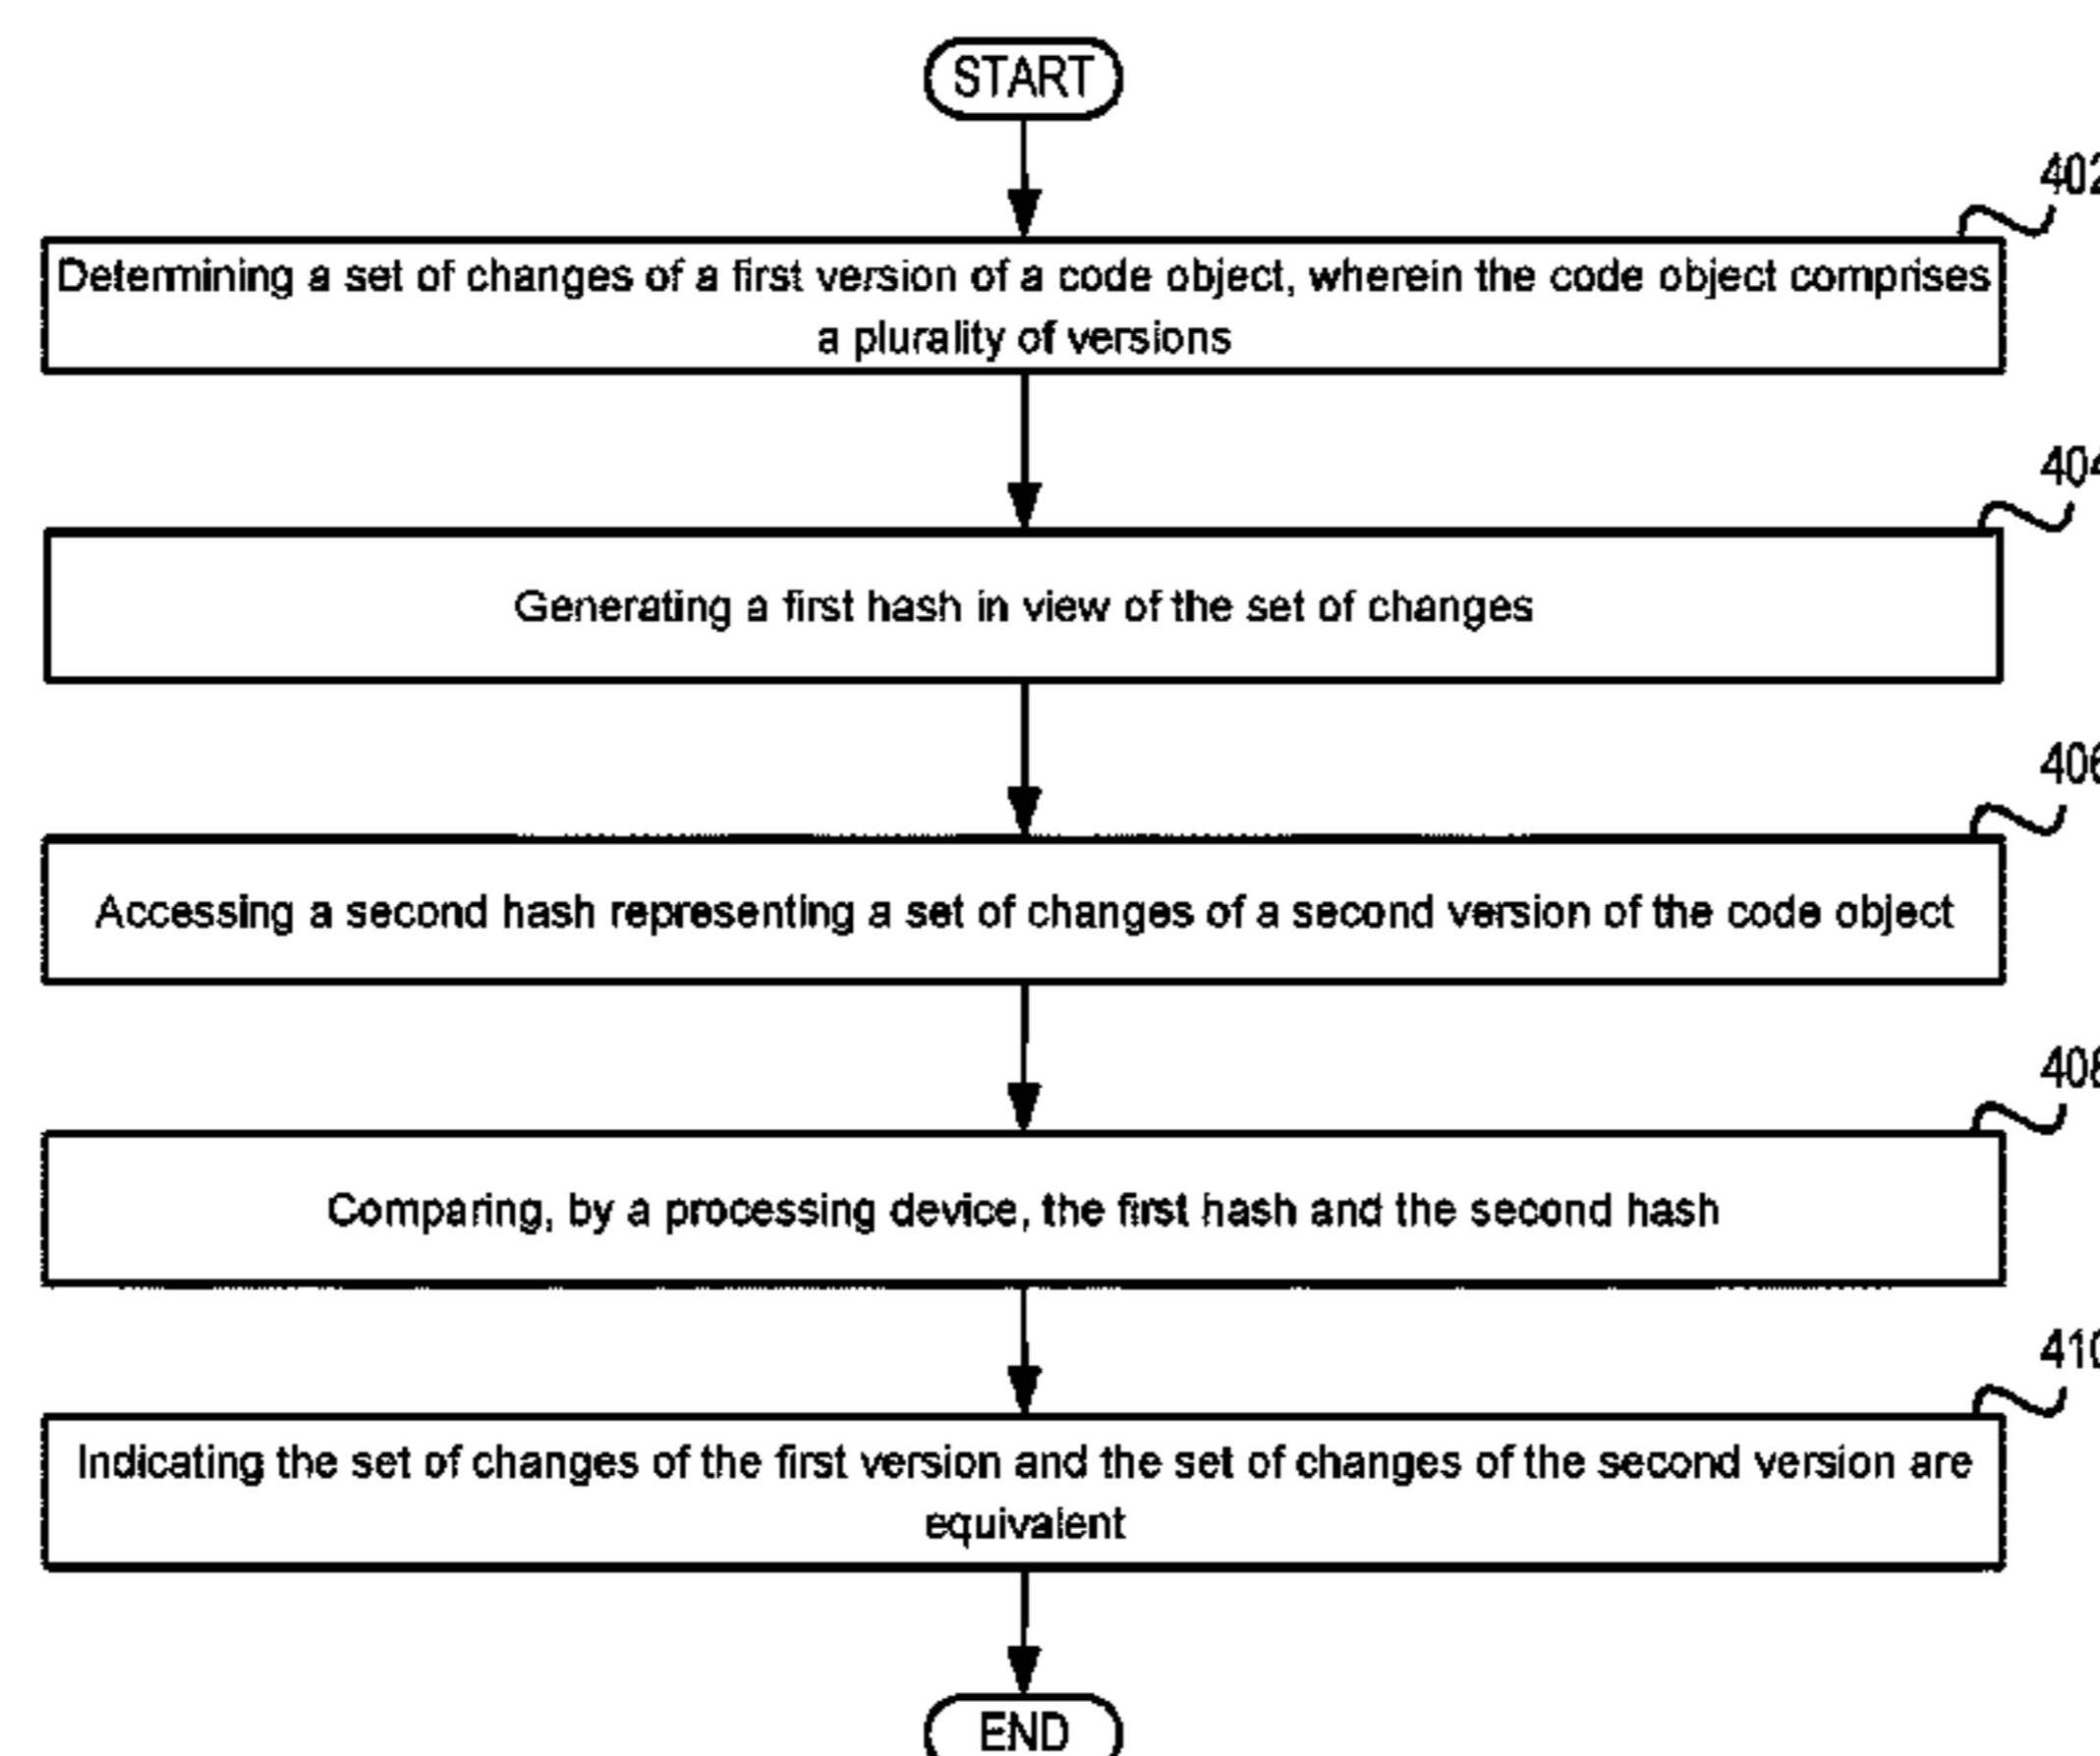 START
402
Determining a set of changes of a first version of a code object, wherein the code object comprises
a plurality of versions
404
Generating a first hash in view of the set of changes
406
Accessing a second hash representing a set of changes of a second version of the code object
408
Comparing, by a processing device, the first hash and the second hash
410
Indicating the set of changes of the first version and the set of changes of the second version are
equivalent
END